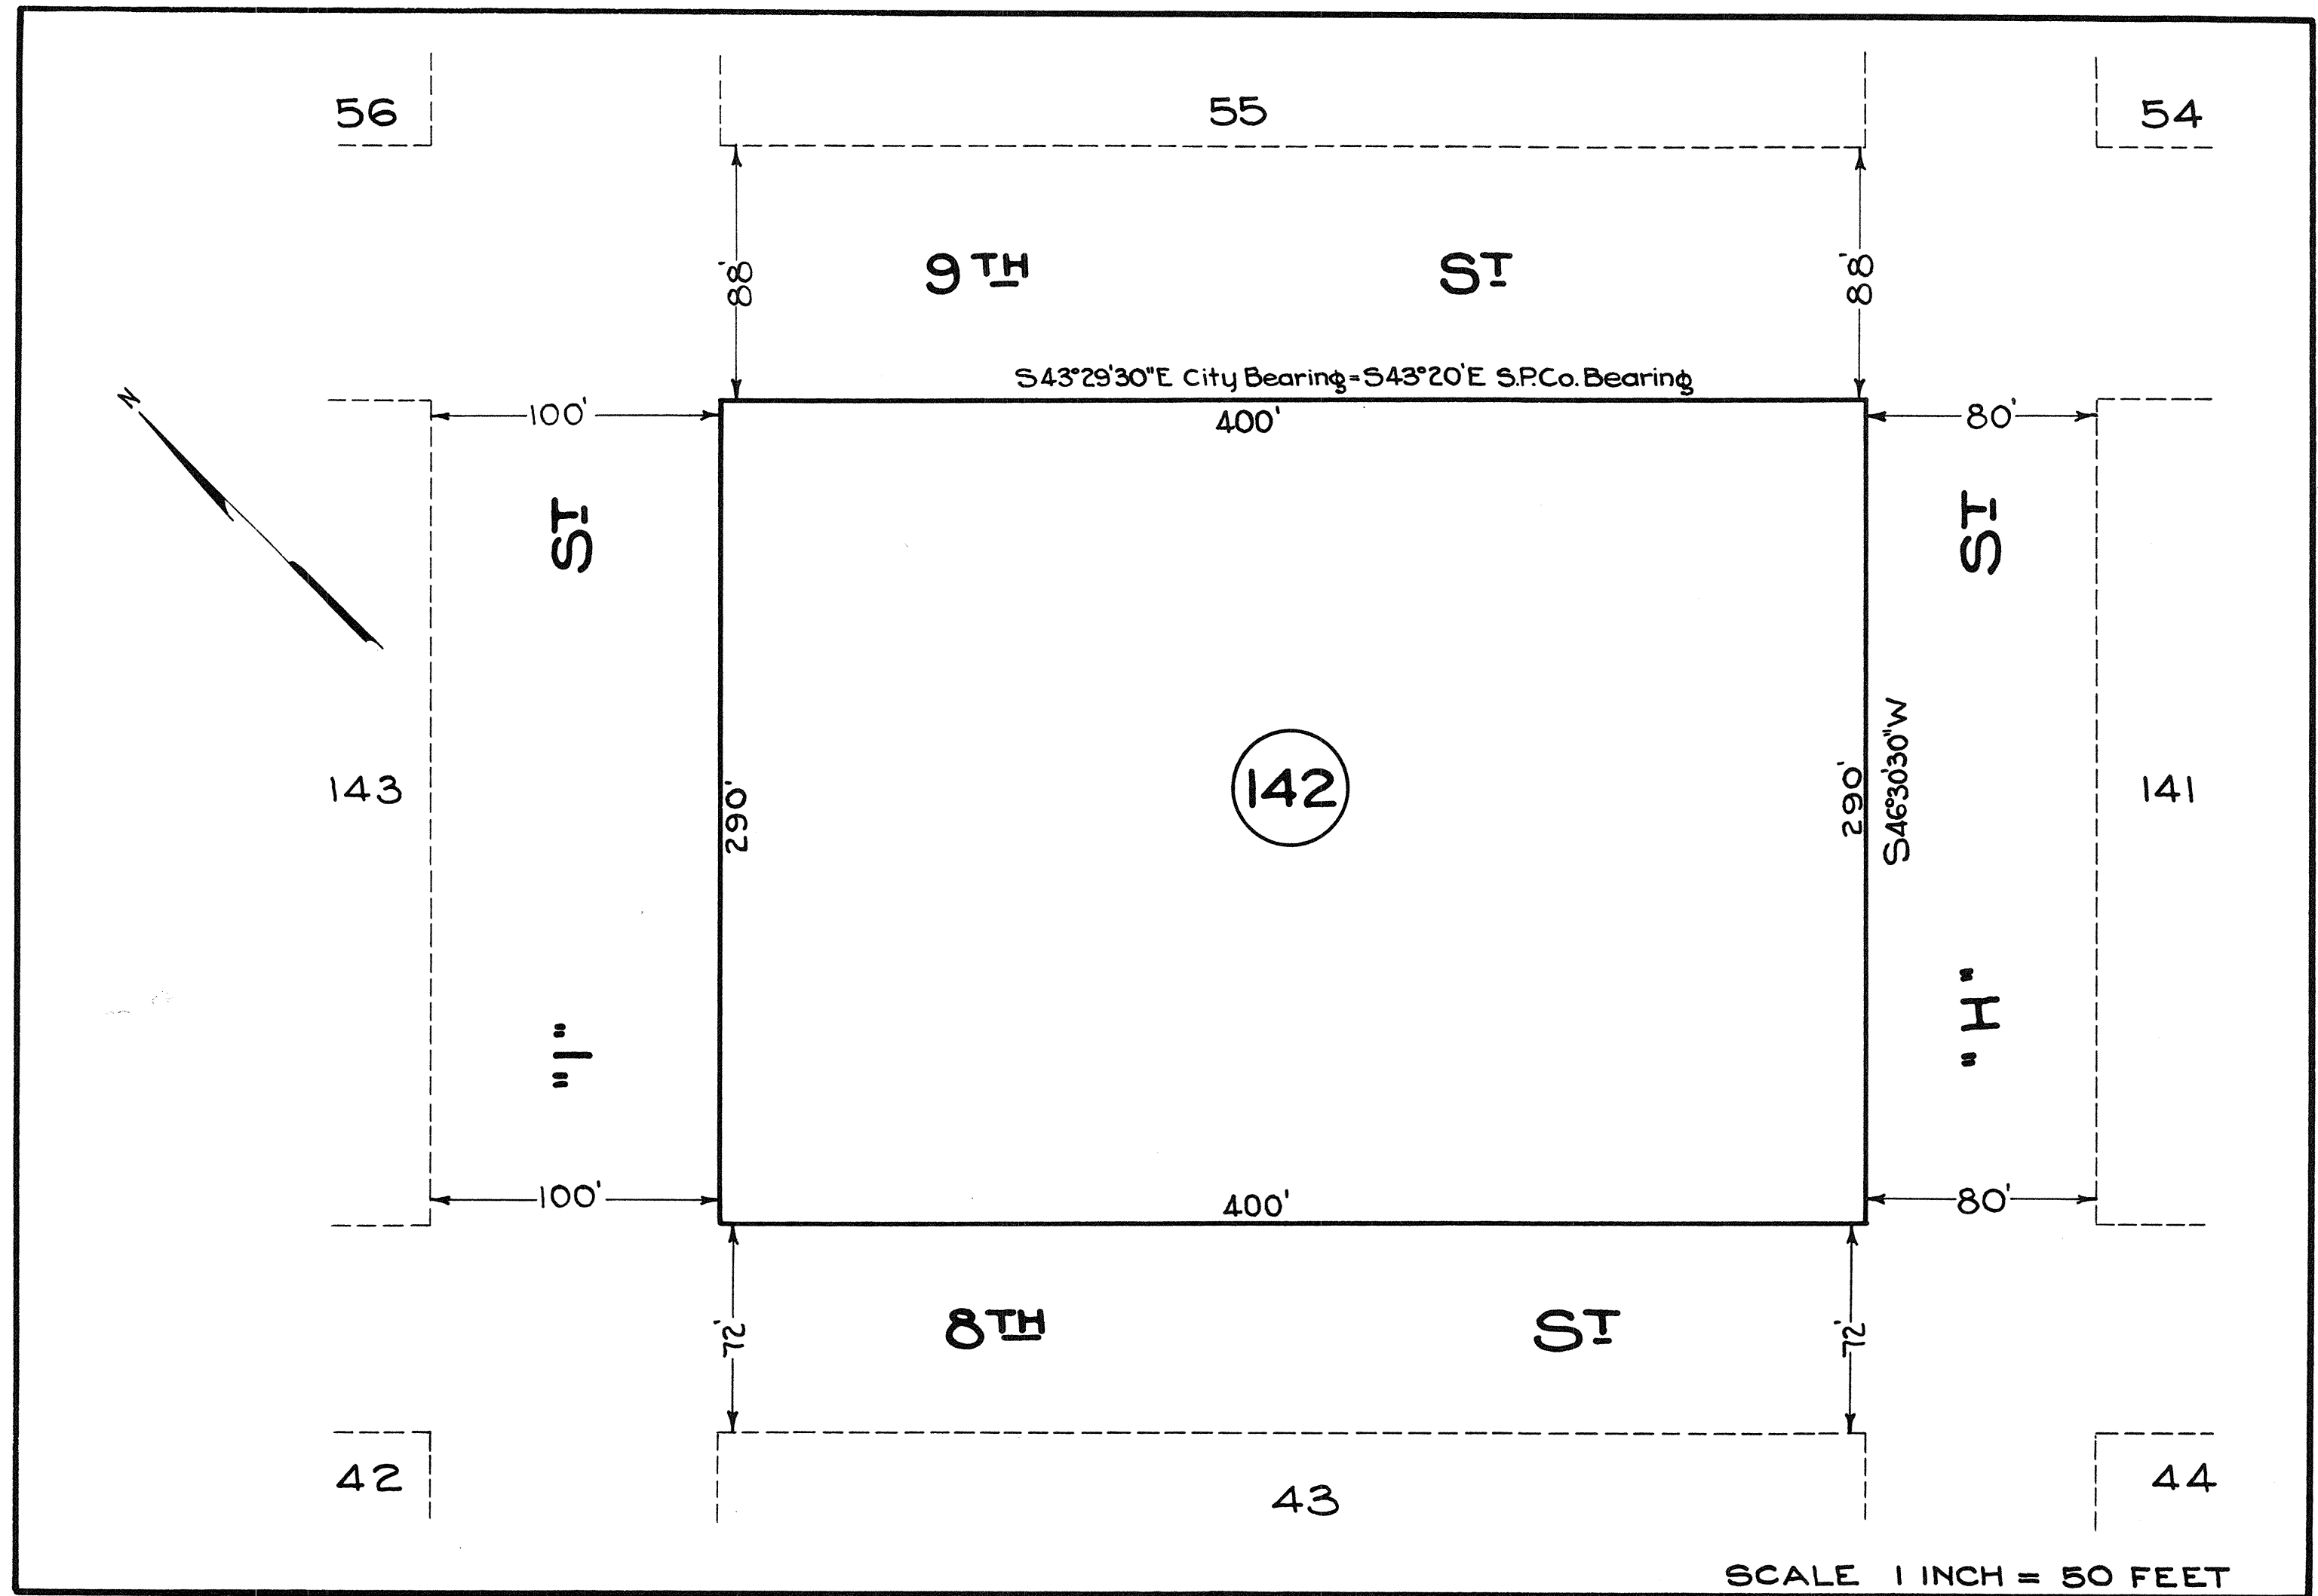 56
55
54
88'
9TH ST
88'
N
S43°29'30"E City Bearing=S43°20'E S.P.Co. Bearing
100'
400'
80'
"I" ST
"H" ST
143
290'
142
290'
S46°30'30"W
141
100'
400'
80'
72'
8TH ST
72'
42
43
44
SCALE 1 INCH = 50 FEET